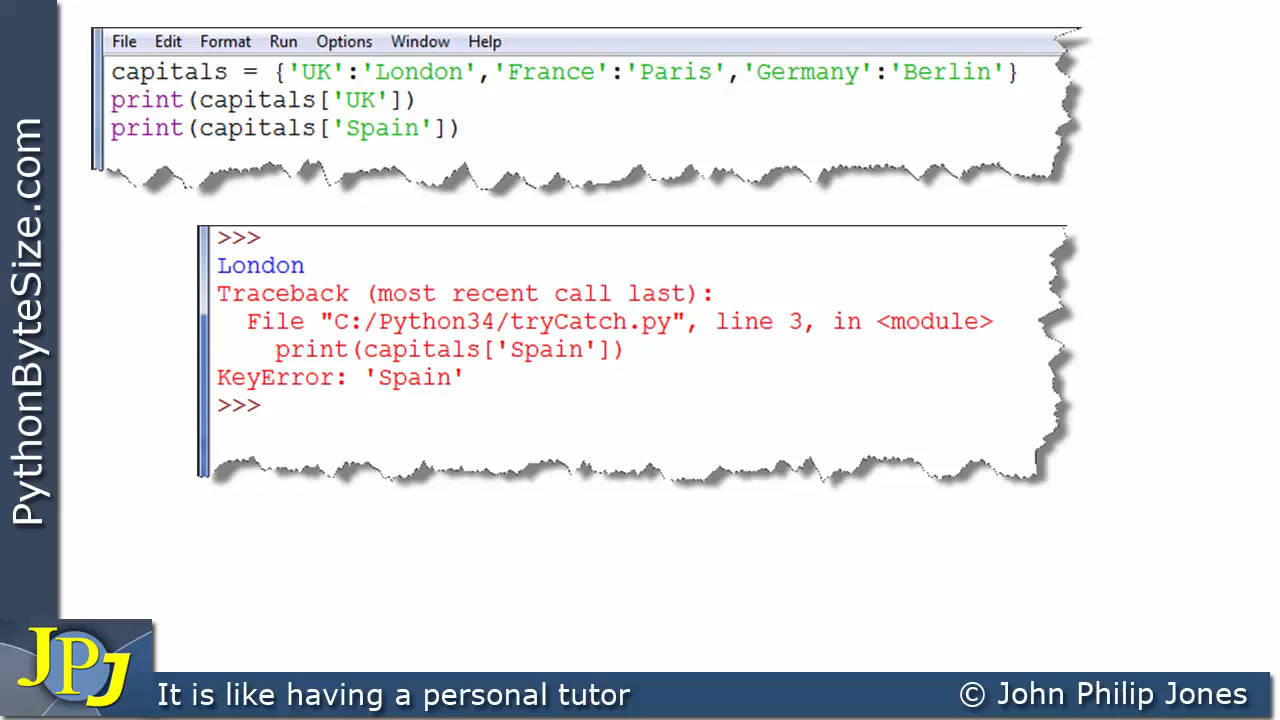 File Edit Format Run Options Window Help
capitals = {'UK':'London','France':'Paris','Germany':'Berlin'}
print(capitals['UK'])
print(capitals['Spain'])
>>>
London
Traceback (most recent call last):
  File "C:/Python34/tryCatch.py", line 3, in <module>
    print(capitals['Spain'])
KeyError: 'Spain'
>>>
PythonByteSize.com
JPJ
It is like having a personal tutor
© John Philip Jones